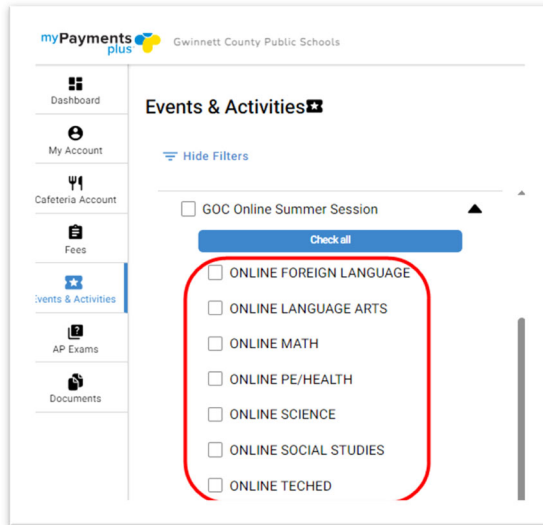 myPayments plus
Gwinnett County Public Schools
Dashboard
My Account
Cafeteria Account
Fees
Events & Activities
AP Exams
Documents
Events & Activities
Hide Filters
GOC Online Summer Session
Check all
ONLINE FOREIGN LANGUAGE
ONLINE LANGUAGE ARTS
ONLINE MATH
ONLINE PE/HEALTH
ONLINE SCIENCE
ONLINE SOCIAL STUDIES
ONLINE TECHED